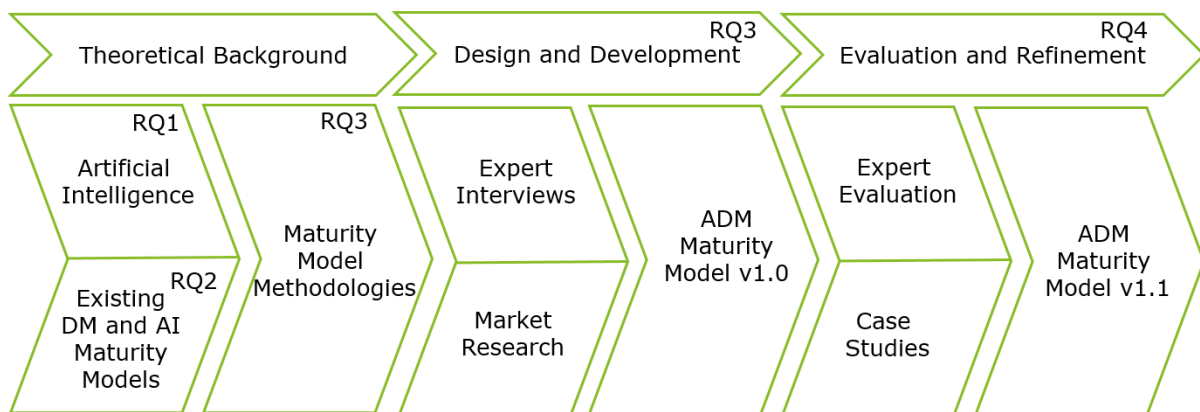 Theoretical Background
RQ3
Design and Development
RQ4
Evaluation and Refinement
RQ1
Artificial
Intelligence
RQ2
Existing
DM and AI
Maturity
Models
RQ3
Maturity
Model
Methodologies
Expert
Interviews
Market
Research
ADM
Maturity
Model v1.0
Expert
Evaluation
Case
Studies
ADM
Maturity
Model v1.1